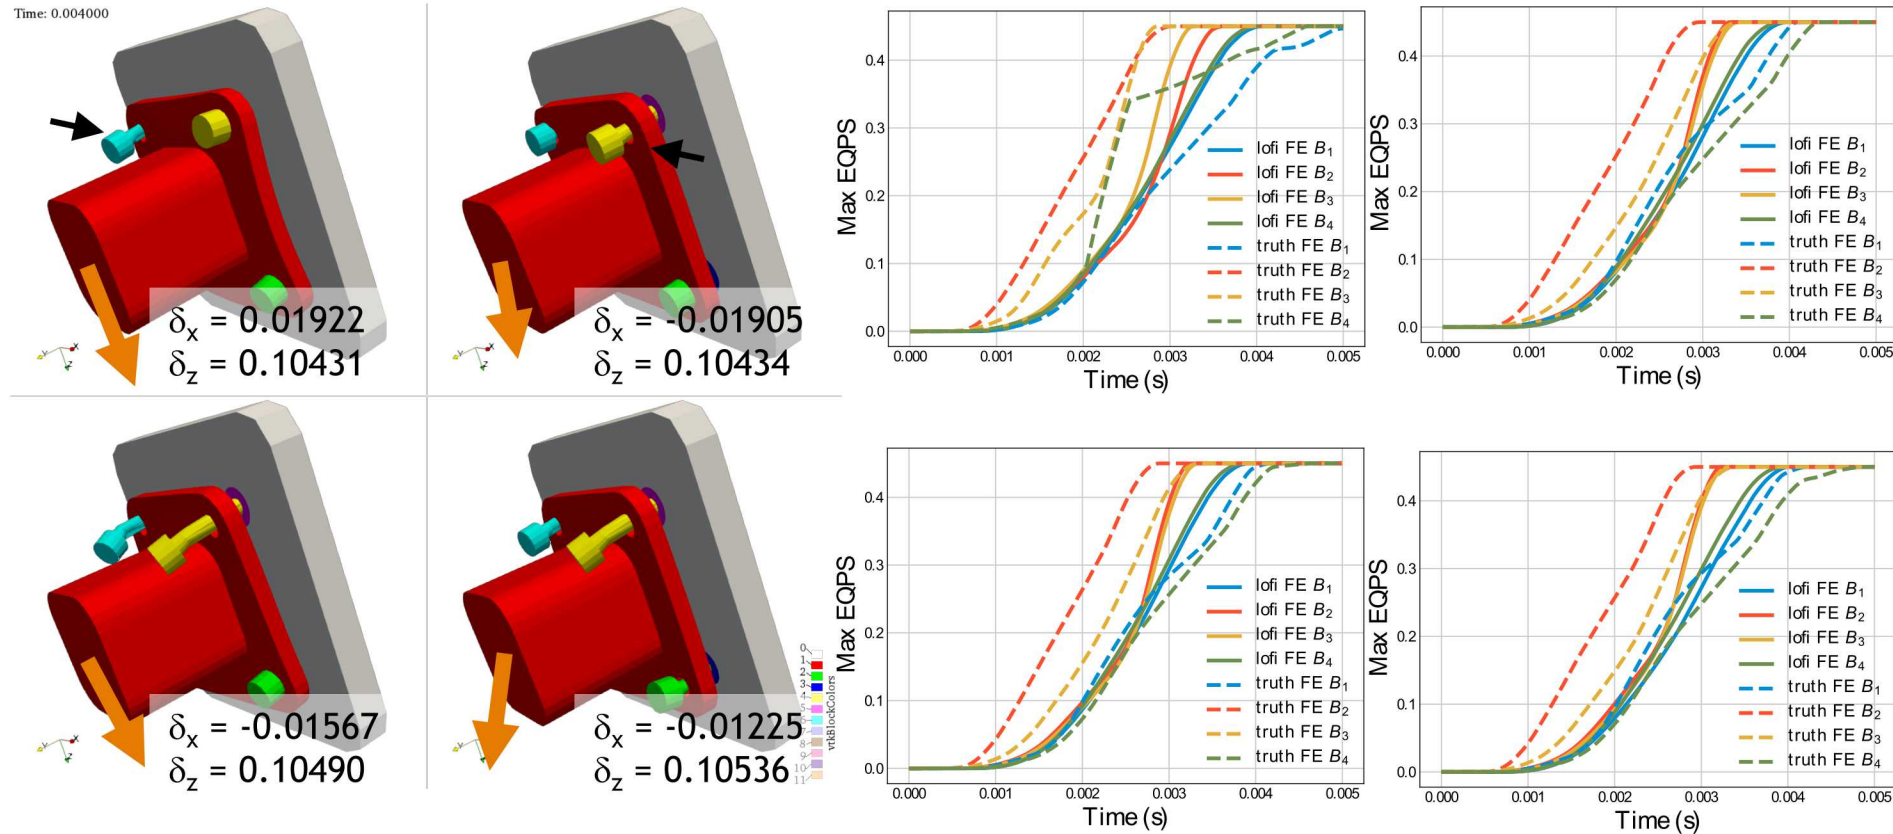 Time: 0.004000
δx = 0.01922
δz = 0.10431
δx = -0.01905
δz = 0.10434
δx = -0.01567
δz = 0.10490
δx = -0.01225
δz = 0.10536
Y X Z
Y X Z
Y X Z
Y X Z
0
1
2
3
4
5
6
7
8
9
10
11
vtkBlockColors
Max EQPS
0.4
0.3
0.2
0.1
0.0
lofi FE B1
lofi FE B2
lofi FE B3
lofi FE B4
truth FE B1
truth FE B2
truth FE B3
truth FE B4
0.000 0.001 0.002 0.003 0.004 0.005
Time (s)
Max EQPS
0.4
0.3
0.2
0.1
0.0
lofi FE B1
lofi FE B2
lofi FE B3
lofi FE B4
truth FE B1
truth FE B2
truth FE B3
truth FE B4
0.000 0.001 0.002 0.003 0.004 0.005
Time (s)
Max EQPS
0.4
0.3
0.2
0.1
0.0
lofi FE B1
lofi FE B2
lofi FE B3
lofi FE B4
truth FE B1
truth FE B2
truth FE B3
truth FE B4
0.000 0.001 0.002 0.003 0.004 0.005
Time (s)
Max EQPS
0.4
0.3
0.2
0.1
0.0
lofi FE B1
lofi FE B2
lofi FE B3
lofi FE B4
truth FE B1
truth FE B2
truth FE B3
truth FE B4
0.000 0.001 0.002 0.003 0.004 0.005
Time (s)